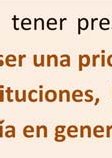 tener pre
ser una prio
ituciones,
ía en gener